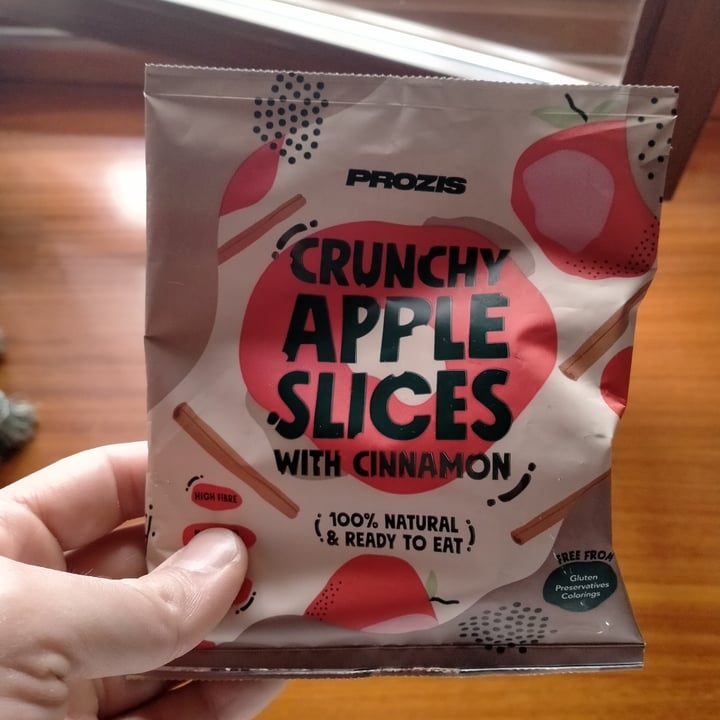 PROZIS
CRUNCHY
APPLE
SLICES
WITH CINNAMON
HIGH FIBRE
100% NATURAL
& READY TO EAT
FREE FROM
Gluten
Preservatives
Colorings